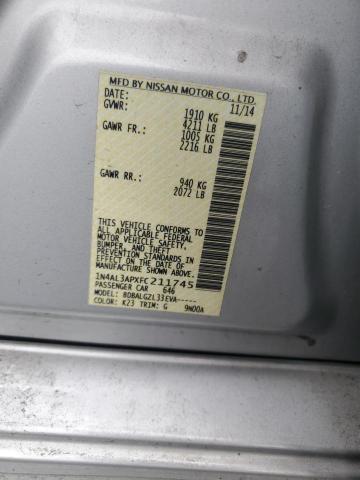 MFD BY NISSAN MOTOR CO., LTD.
DATE: 11/14
GVWR: 1910 KG
4211 LB
GAWR FR.: 1005 KG
2216 LB
GAWR RR.: 940 KG
2072 LB
THIS VEHICLE CONFORMS TO
ALL APPLICABLE FEDERAL
MOTOR VEHICLE SAFETY,
BUMPER, AND THEFT
PREVENTION STANDARDS
IN EFFECT ON THE DATE OF
MANUFACTURE SHOWN ABOVE.
1N4AL3APXFC211745
PASSENGER CAR 646
MODEL: BDBALG2L33EVA-----
COLOR: K23 TRIM: G 9N00A